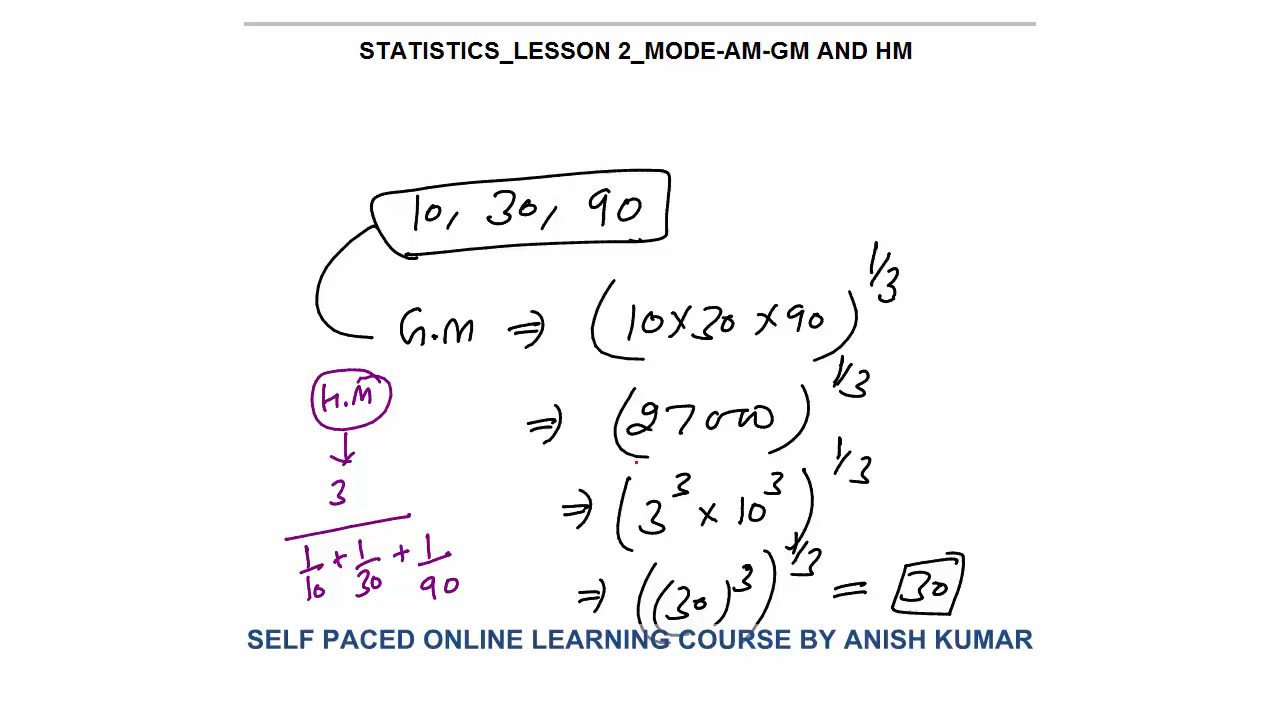 STATISTICS_LESSON 2_MODE-AM-GM AND HM
10, 30, 90
G.M ⇒ (10×30×90)^1/3
⇒ (27000)^1/3
⇒ (3^3 × 10^3)^1/3
⇒ ((30)^3)^1/3 = 30
H.M
↓
3
1/10 + 1/30 + 1/90
SELF PACED ONLINE LEARNING COURSE BY ANISH KUMAR